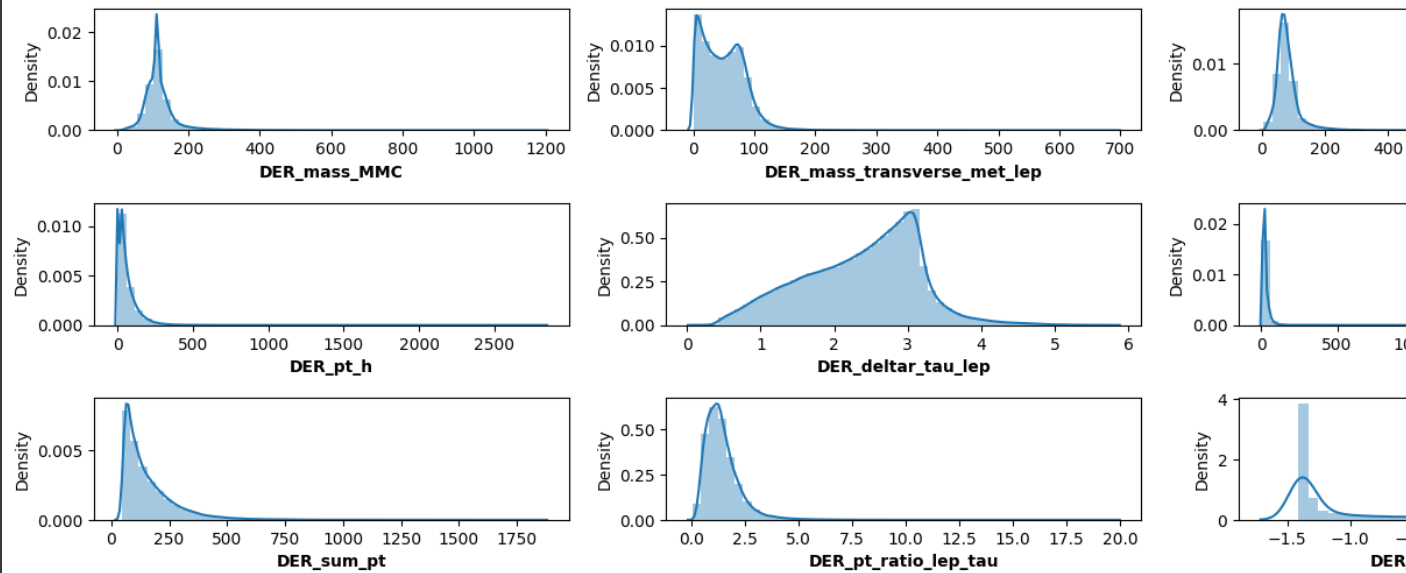 Density
0.02
0.01
0.00
0 200 400 600 800 1000 1200
DER_mass_MMC
Density
0.010
0.005
0.000
0 100 200 300 400 500 600 700
DER_mass_transverse_met_lep
Density
0.01
0.00
0 200 400
Density
0.010
0.005
0.000
0 500 1000 1500 2000 2500
DER_pt_h
Density
0.50
0.25
0.00
0 1 2 3 4 5 6
DER_deltar_tau_lep
Density
0.02
0.01
0.00
0 500 10
Density
0.005
0.000
0 250 500 750 1000 1250 1500 1750
DER_sum_pt
Density
0.50
0.25
0.00
0.0 2.5 5.0 7.5 10.0 12.5 15.0 17.5 20.0
DER_pt_ratio_lep_tau
Density
4
2
0
−1.5 −1.0
DER